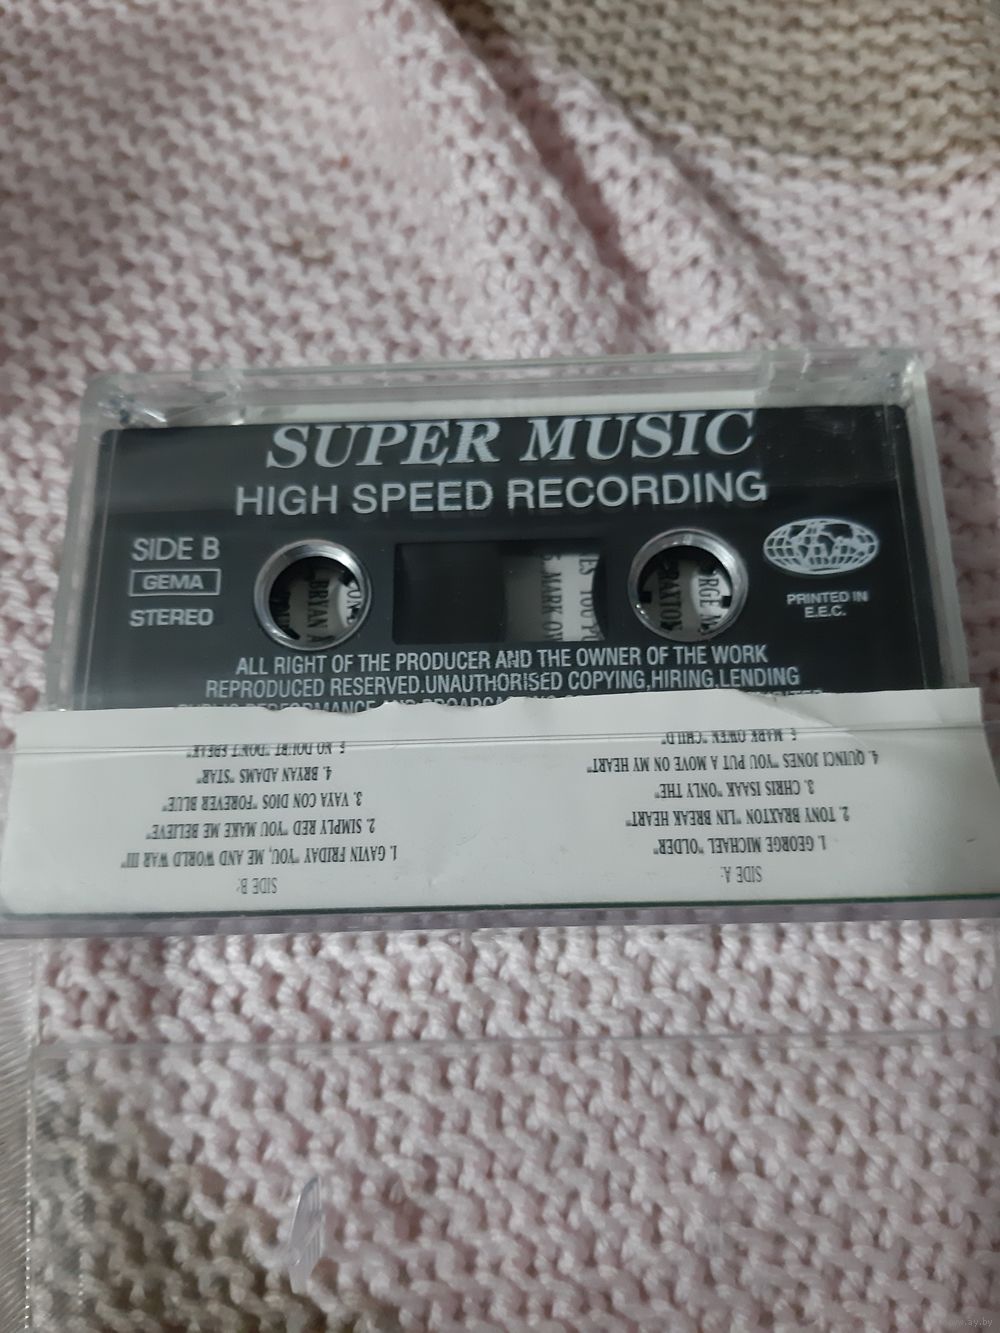 SUPER MUSIC
HIGH SPEED RECORDING
SIDE B
GEMA
STEREO
PRINTED IN
E.E.C.
ALL RIGHT OF THE PRODUCER AND THE OWNER OF THE WORK
REPRODUCED RESERVED.UNAUTHORISED COPYING,HIRING,LENDING
SIDE A:
1. GEORGE MICHAEL "OLDER"
2. TONY BRAXTON "LIN BREAK HEART"
3. CHRIS ISAAK "ONLY THE"
4. QUINCI JONES "YOU PUT A MOVE ON MY HEART"
5. MARK OWEN "CHILD"
SIDE B:
1. GAVIN FRIDAY "YOU, ME AND WORLD WAR III"
2. SIMPLY RED "YOU MAKE ME BELIEVE"
3. VAYA CON DIOS "FOREVER BLUE"
4. BRYAN ADAMS "STAR"
5. NO DOUBT "DON'T SPEAK"
www.ay.by